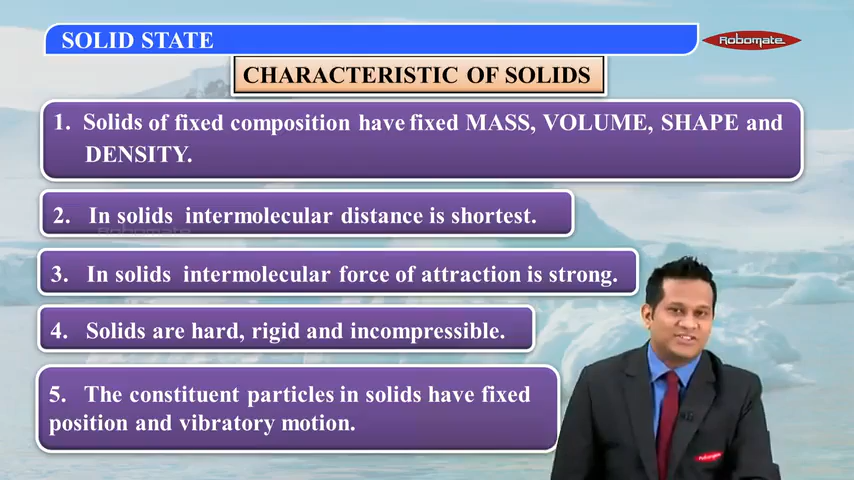 SOLID STATE
Robomate
CHARACTERISTIC OF SOLIDS
1. Solids of fixed composition have fixed MASS, VOLUME, SHAPE and
DENSITY.
2. In solids intermolecular distance is shortest.
Robomate
3. In solids intermolecular force of attraction is strong.
4. Solids are hard, rigid and incompressible.
5. The constituent particles in solids have fixed
position and vibratory motion.
Robomate